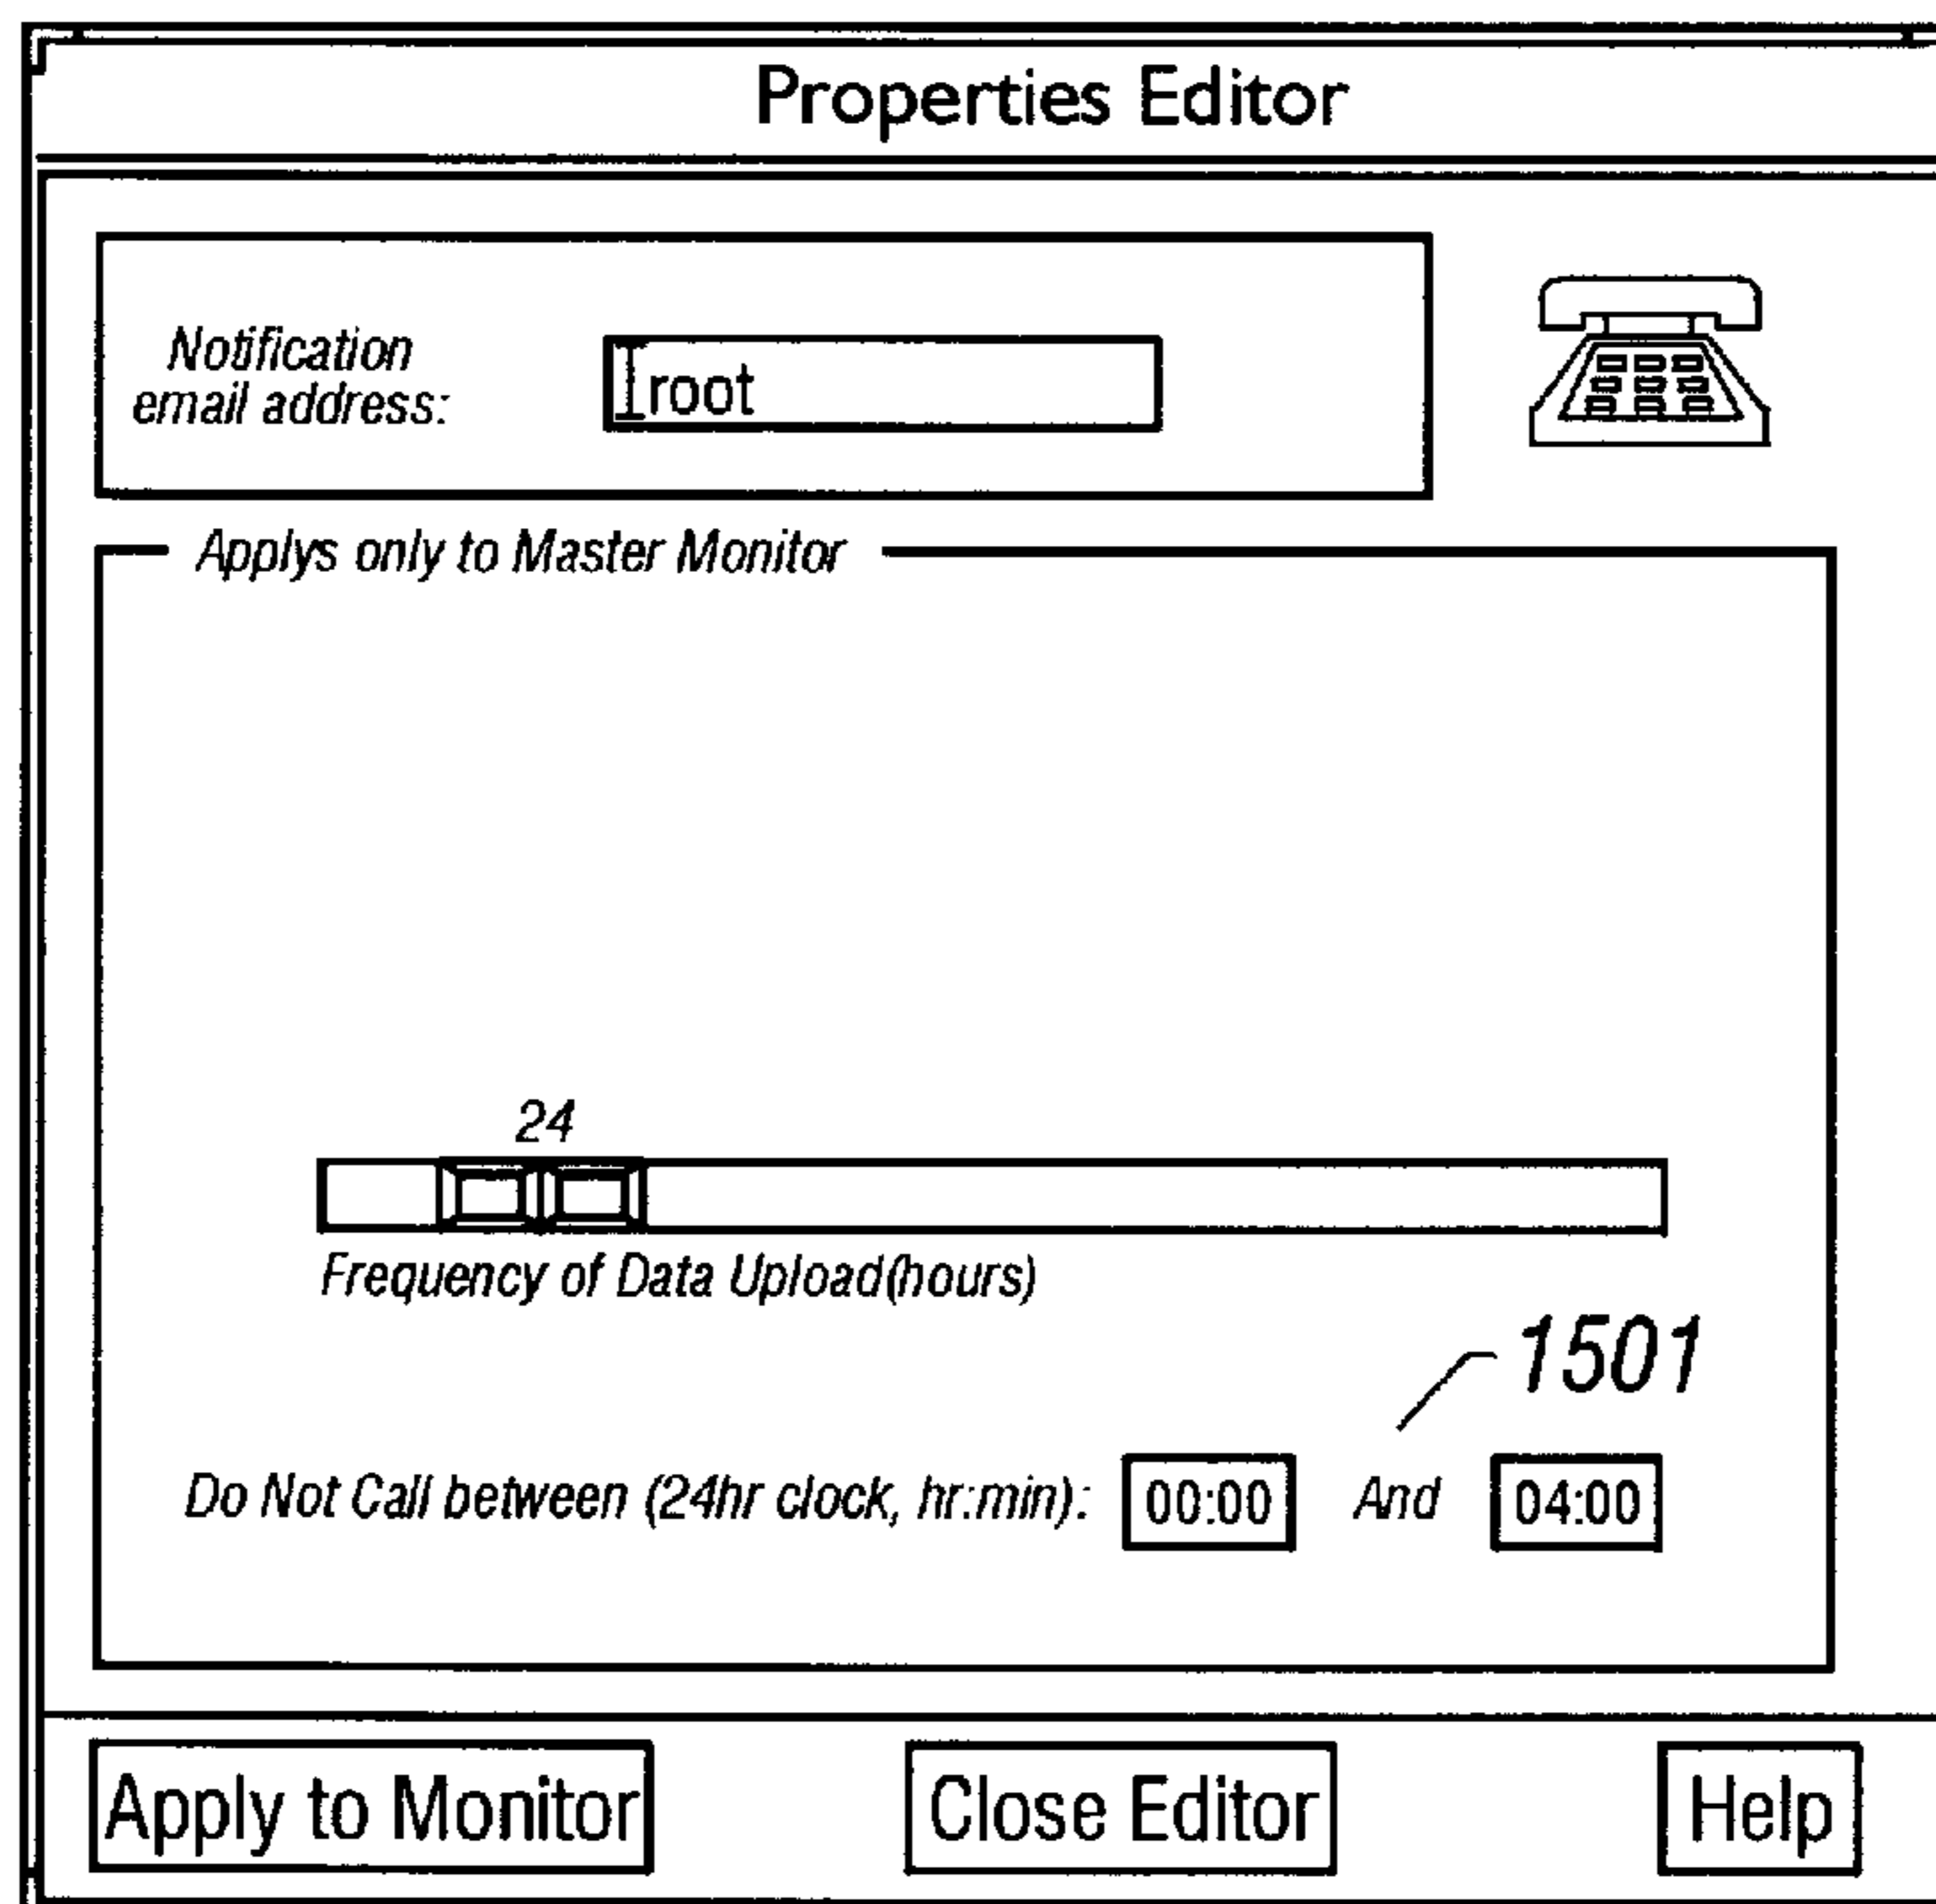 Properties Editor
Notification
email address:
root
Applys only to Master Monitor
24
Frequency of Data Upload(hours)
1501
Do Not Call between (24hr clock, hr:min): 00:00 And 04:00
Apply to Monitor Close Editor Help